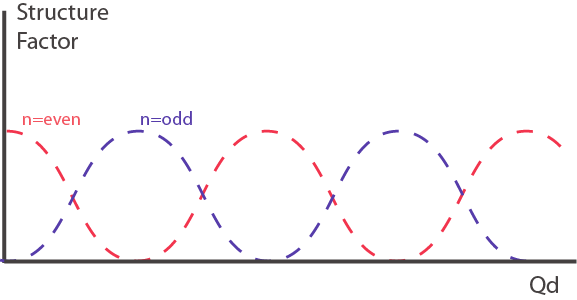 Structure
Factor
n=even
n=odd
Qd